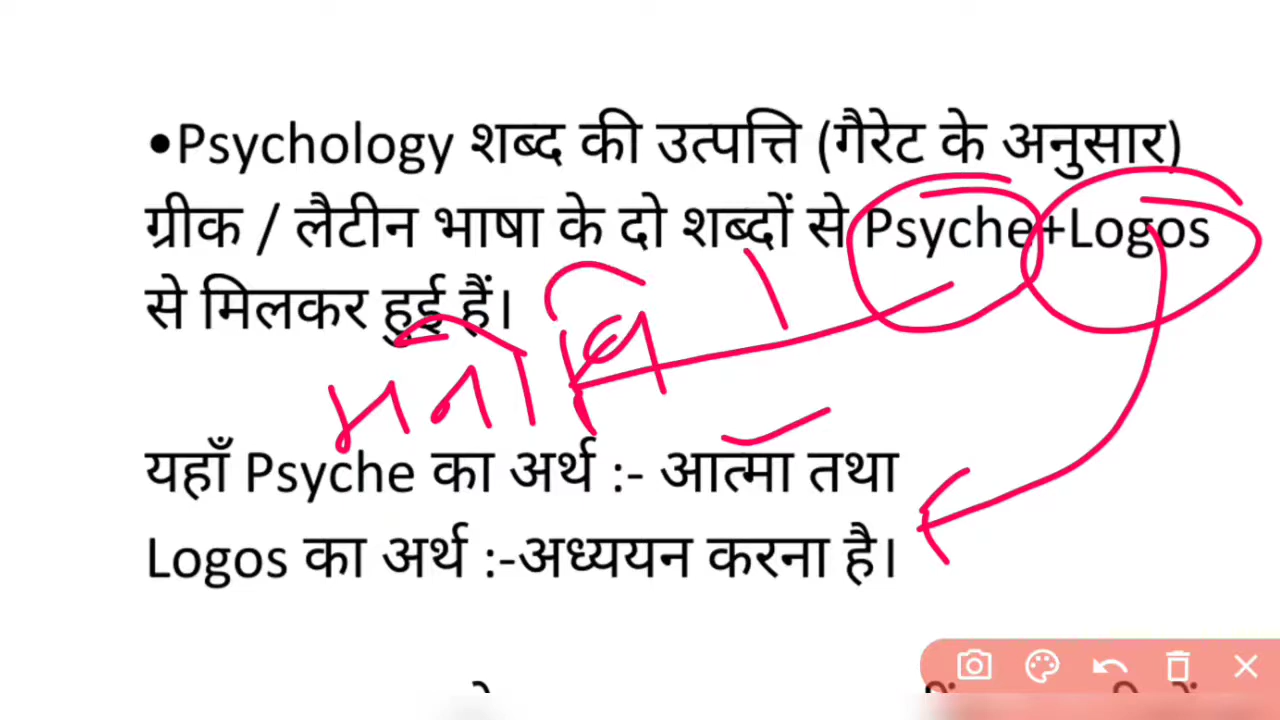 •Psychology शब्द की उत्पत्ति (गैरेट के अनुसार)
ग्रीक / लैटीन भाषा के दो शब्दों से Psyche+Logos
से मिलकर हुई हैं।
यहाँ Psyche का अर्थ :- आत्मा तथा
Logos का अर्थ :-अध्ययन करना है।